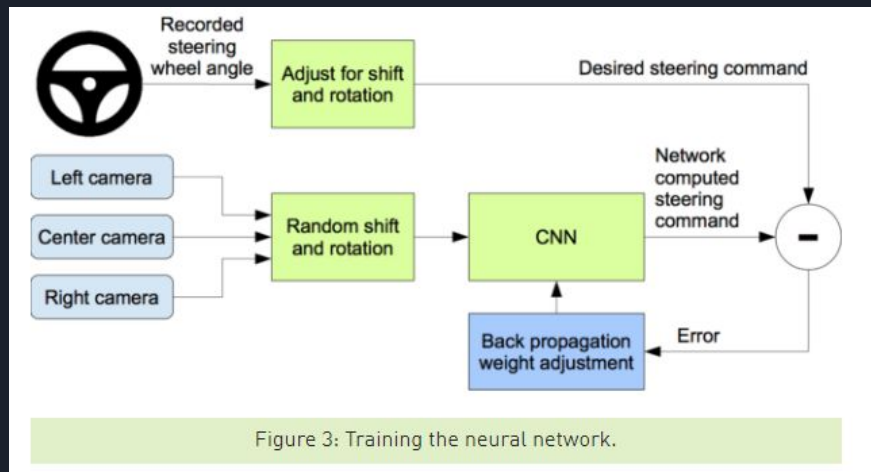 Recorded
steering
wheel angle
Adjust for shift
and rotation
Desired steering command
Left camera
Center camera
Right camera
Random shift
and rotation
CNN
Network
computed
steering
command
-
Back propagation
weight adjustment
Error
Figure 3: Training the neural network.